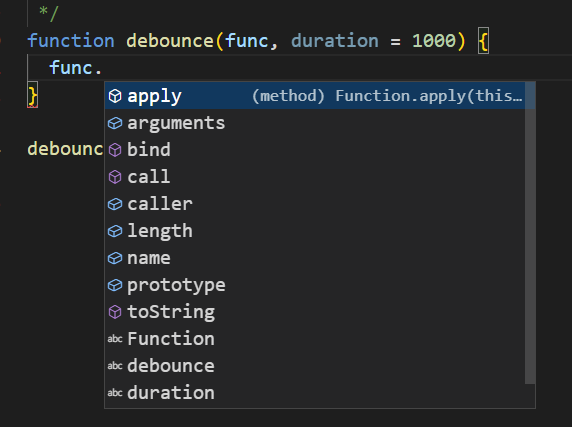 */
function debounce(func, duration = 1000) {
func.
apply (method) Function.apply(this…
} arguments
bind
debounc call
caller
length
name
prototype
toString
abc Function
abc debounce
abc duration